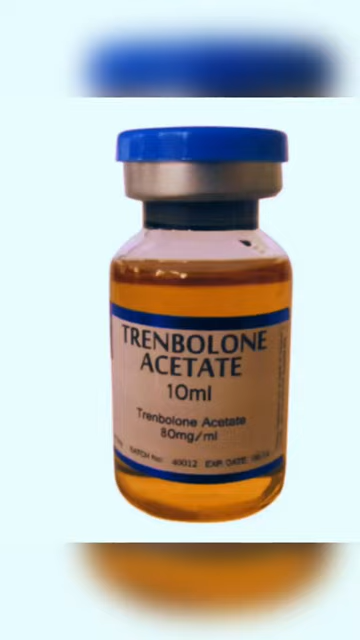 TRENBOLONE
ACETATE
10ml
Trenbolone Acetate
80mg/ml
BATCH No: 40012 EXP. DATE: